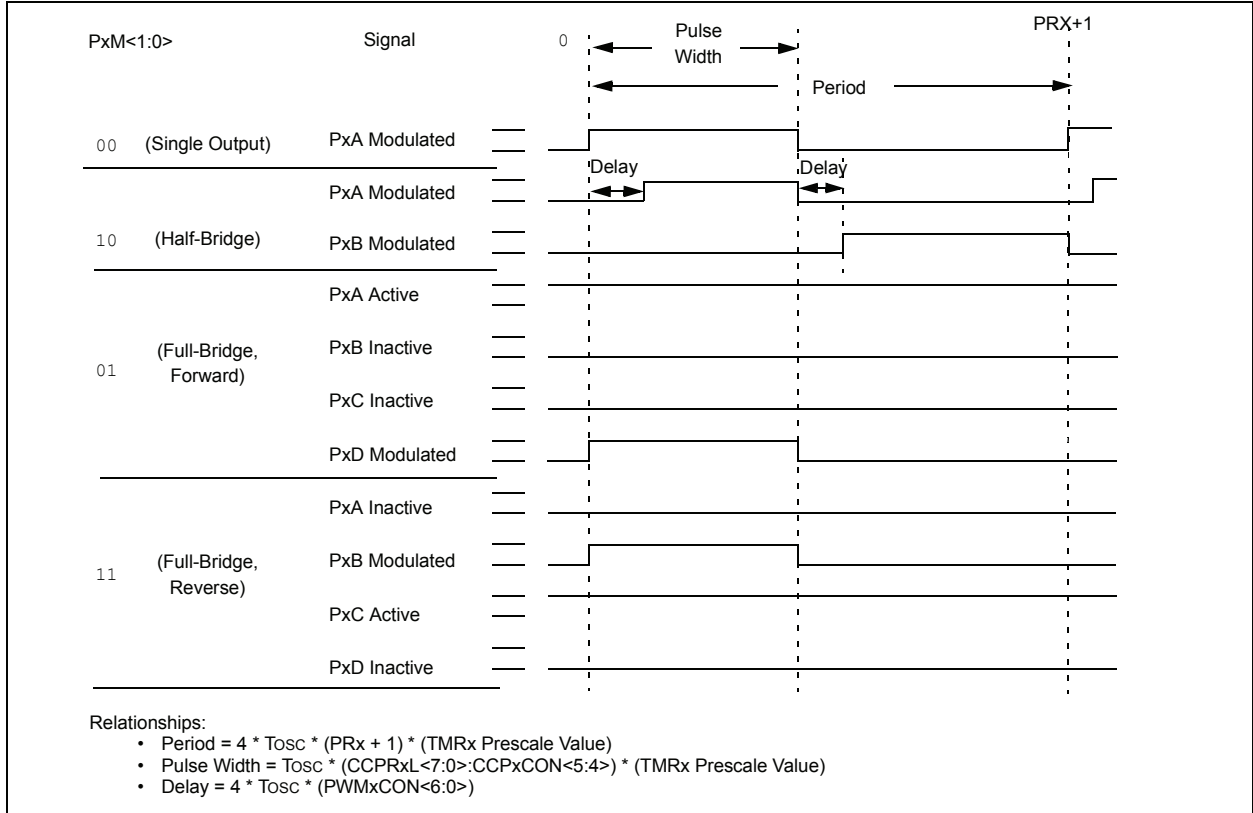 PxM<1:0> Signal 0 Pulse Width PRX+1
Period
00 (Single Output) PxA Modulated
Delay Delay
PxA Modulated
10 (Half-Bridge) PxB Modulated
PxA Active
PxB Inactive
01 (Full-Bridge, Forward)
PxC Inactive
PxD Modulated
PxA Inactive
PxB Modulated
11 (Full-Bridge, Reverse)
PxC Active
PxD Inactive
Relationships:
• Period = 4 * TOSC * (PRx + 1) * (TMRx Prescale Value)
• Pulse Width = TOSC * (CCPRxL<7:0>:CCPxCON<5:4>) * (TMRx Prescale Value)
• Delay = 4 * TOSC * (PWMxCON<6:0>)